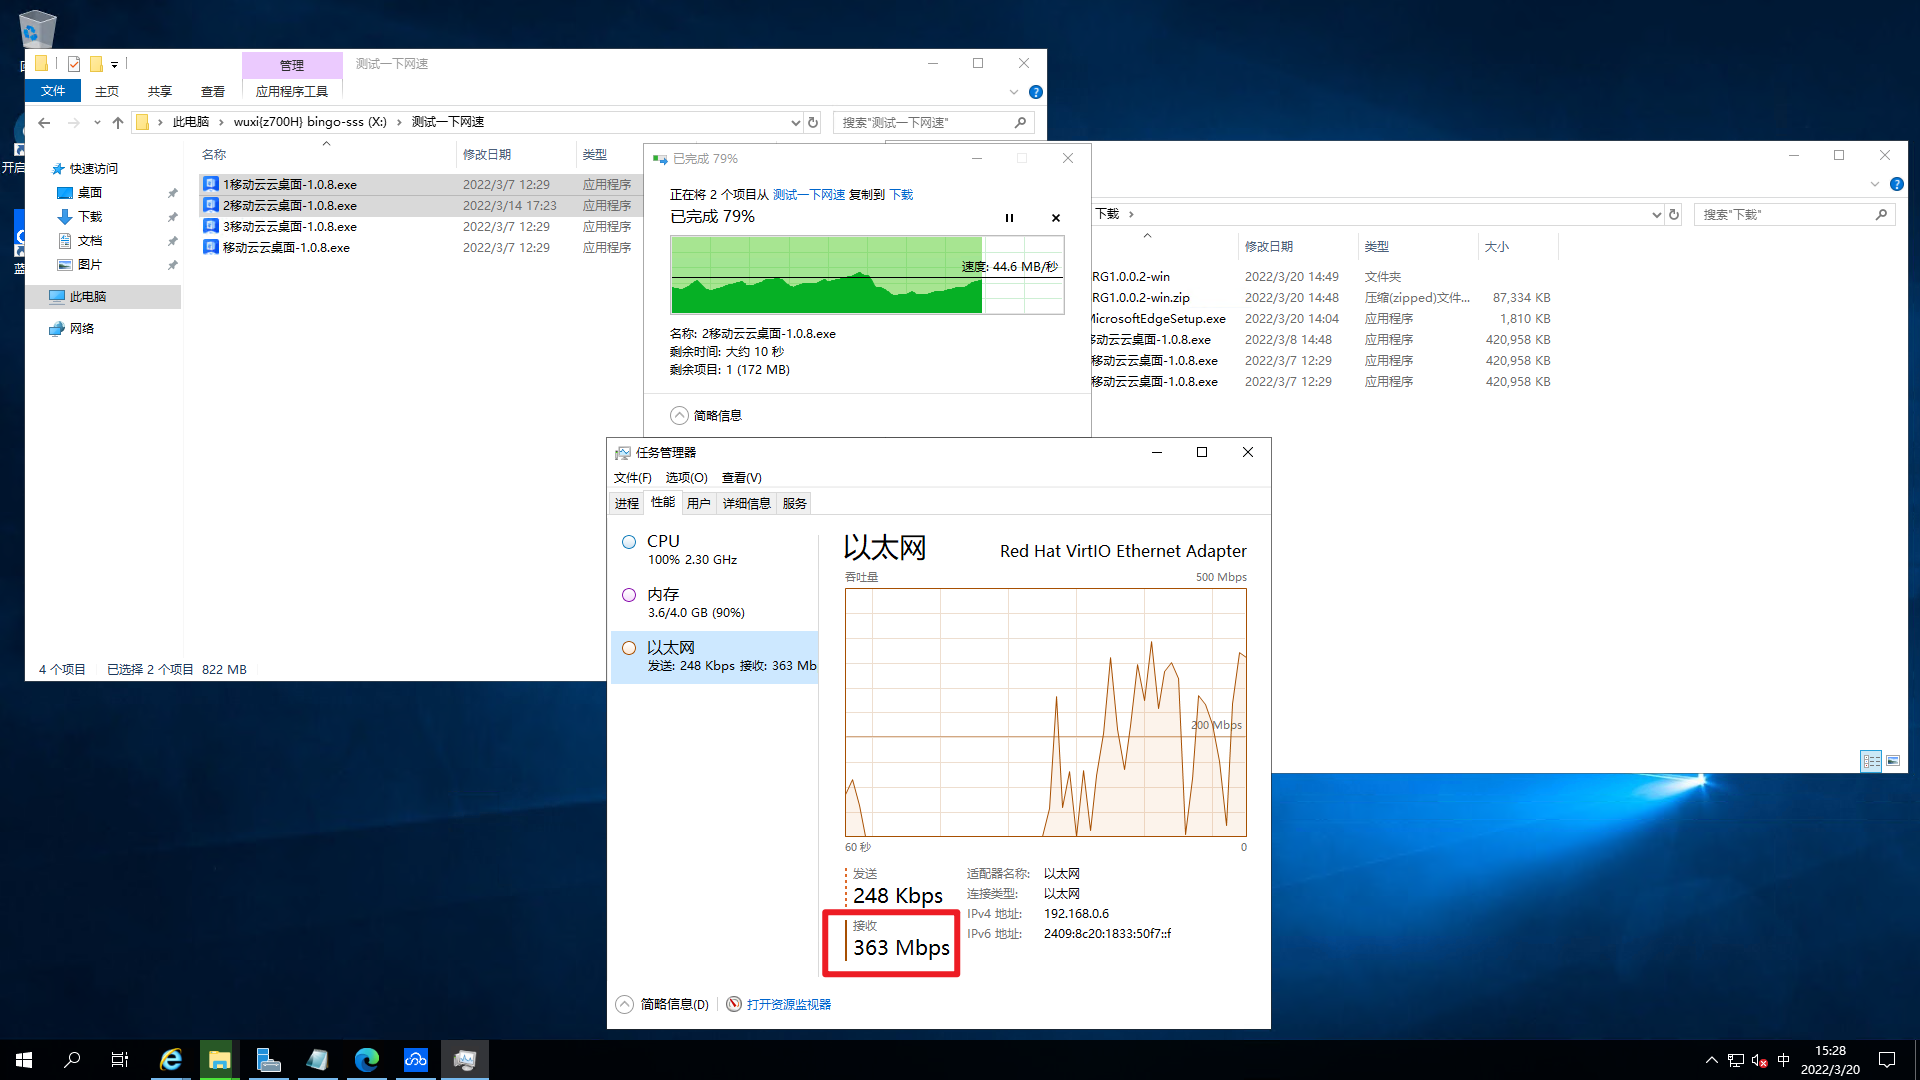 管理
测试一下网速
文件
主页
共享
查看
应用程序工具
此电脑
wuxi{z700H} bingo-sss (X:)
测试一下网速
搜索"测试一下网速"
快速访问
桌面
下载
文档
图片
此电脑
网络
名称
修改日期
类型
1移动云云桌面-1.0.8.exe
2022/3/7 12:29
应用程序
2移动云云桌面-1.0.8.exe
2022/3/14 17:23
应用程序
3移动云云桌面-1.0.8.exe
2022/3/7 12:29
应用程序
移动云云桌面-1.0.8.exe
2022/3/7 12:29
应用程序
4 个项目
已选择 2 个项目
822 MB
已完成 79%
正在将 2 个项目从 测试一下网速 复制到 下载
已完成 79%
速度: 44.6 MB/秒
名称: 2移动云云桌面-1.0.8.exe
剩余时间: 大约 10 秒
剩余项目: 1 (172 MB)
简略信息
下载
搜索"下载"
修改日期
类型
大小
RG1.0.0.2-win
2022/3/20 14:49
文件夹
RG1.0.0.2-win.zip
2022/3/20 14:48
压缩(zipped)文件...
87,334 KB
MicrosoftEdgeSetup.exe
2022/3/20 14:04
应用程序
1,810 KB
移动云云桌面-1.0.8.exe
2022/3/8 14:48
应用程序
420,958 KB
移动云云桌面-1.0.8.exe
2022/3/7 12:29
应用程序
420,958 KB
移动云云桌面-1.0.8.exe
2022/3/7 12:29
应用程序
420,958 KB
任务管理器
文件(F)
选项(O)
查看(V)
进程
性能
用户
详细信息
服务
CPU
100% 2.30 GHz
内存
3.6/4.0 GB (90%)
以太网
发送: 248 Kbps 接收: 363 Mb
以太网
Red Hat VirtIO Ethernet Adapter
吞吐量
500 Mbps
200 Mbps
60 秒
0
发送
248 Kbps
接收
363 Mbps
适配器名称: 以太网
连接类型: 以太网
IPv4 地址: 192.168.0.6
IPv6 地址: 2409:8c20:1833:50f7::f
简略信息(D)
打开资源监视器
开启
蓝
中
15:28
2022/3/20